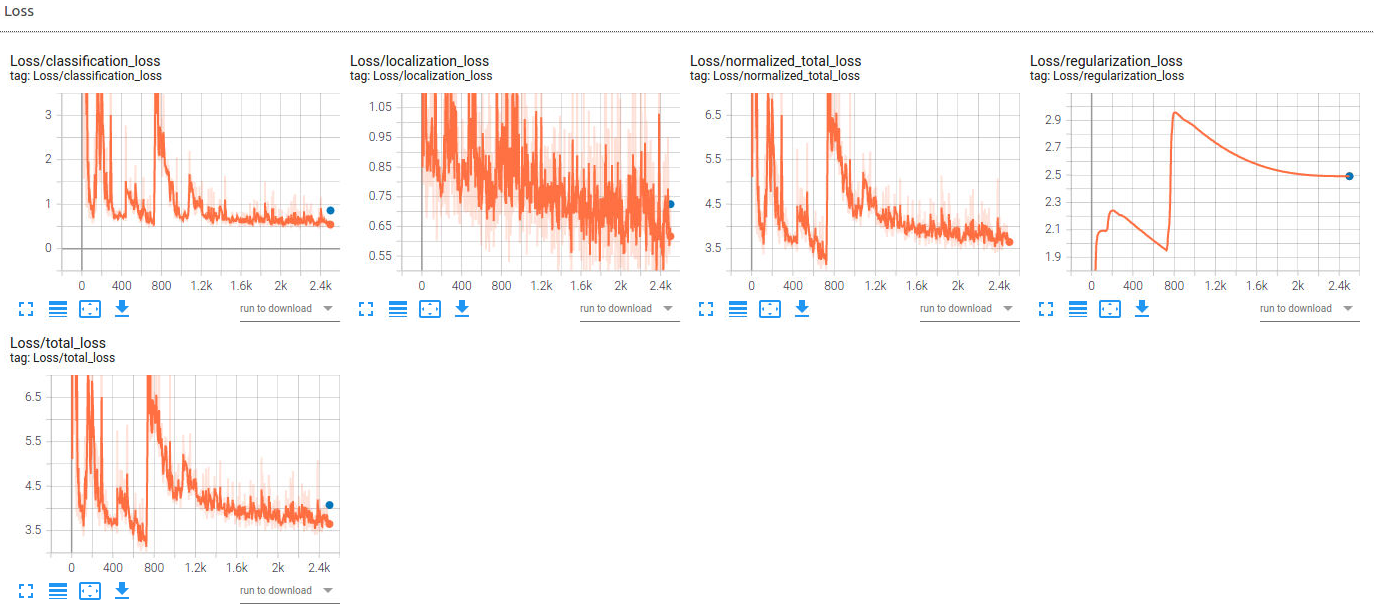 Loss
Loss/classification_loss
tag: Loss/classification_loss
3
2
1
0
0 400 800 1.2k 1.6k 2k 2.4k
run to download
Loss/localization_loss
tag: Loss/localization_loss
1.05
0.95
0.85
0.75
0.65
0.55
0 400 800 1.2k 1.6k 2k 2.4k
run to download
Loss/normalized_total_loss
tag: Loss/normalized_total_loss
6.5
5.5
4.5
3.5
0 400 800 1.2k 1.6k 2k 2.4k
run to download
Loss/regularization_loss
tag: Loss/regularization_loss
2.9
2.7
2.5
2.3
2.1
1.9
0 400 800 1.2k 1.6k 2k 2.4k
run to download
Loss/total_loss
tag: Loss/total_loss
6.5
5.5
4.5
3.5
0 400 800 1.2k 1.6k 2k 2.4k
run to download